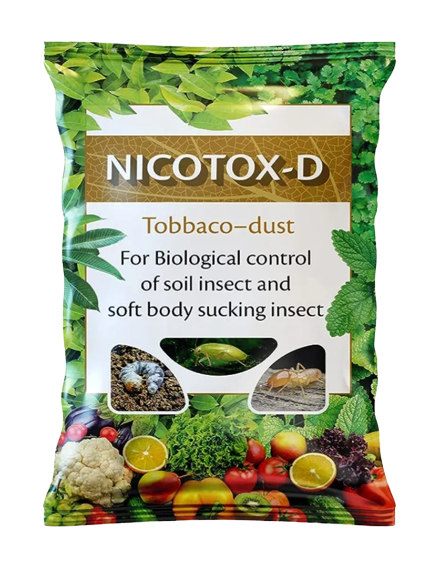 NICOTOX-D
Tobbaco-dust
For Biological control
of soil insect and
soft body sucking insect